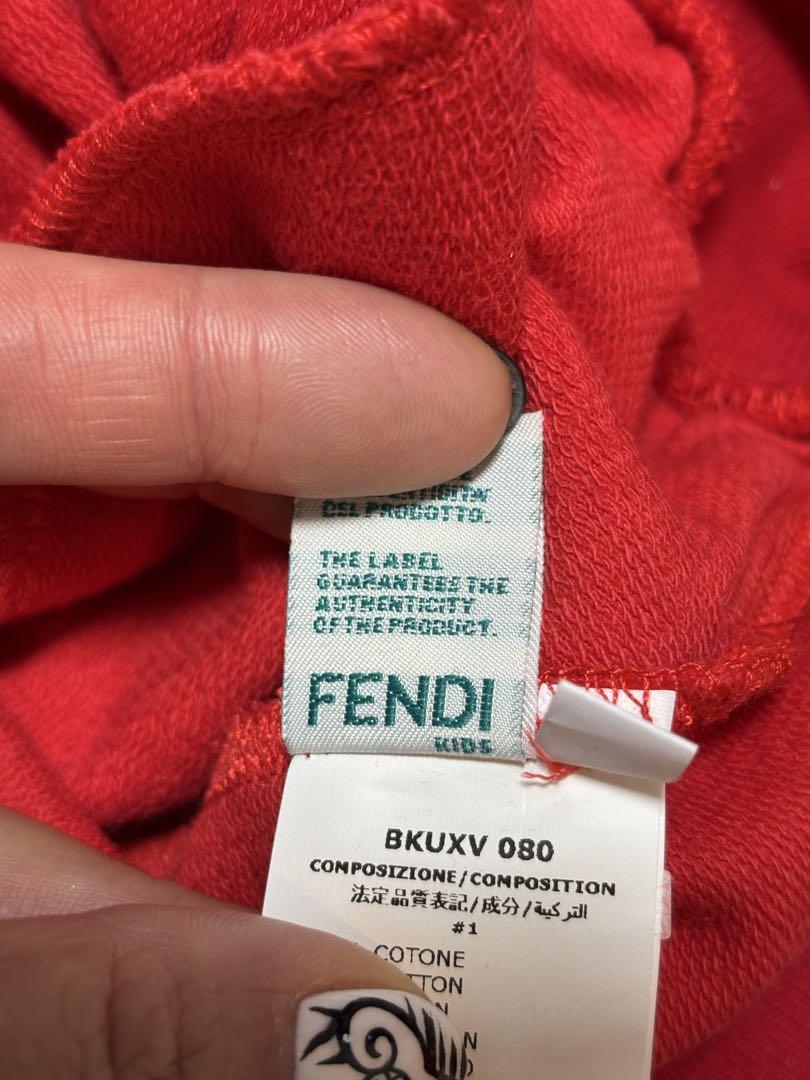 DEL PRODOTTO.
THE LABEL
GUARANTEES THE
AUTHENTICITY
OF THE PRODUCT.
FENDI
KIDS
BKUXV 080
COMPOSIZIONE/COMPOSITION
法定品質表記/成分/التركيبة
#1
COTONE